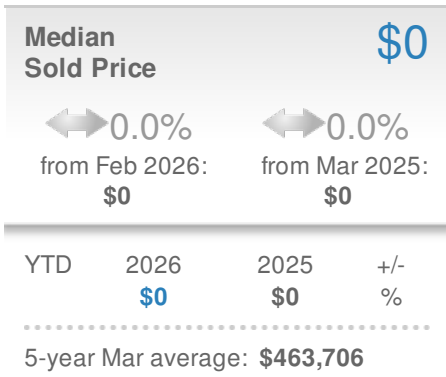 Median $0
Sold Price
0.0% 0.0%
from Feb 2026: from Mar 2025:
$0 $0
YTD 2026 2025 +/-
$0 $0 %
5-year Mar average: $463,706